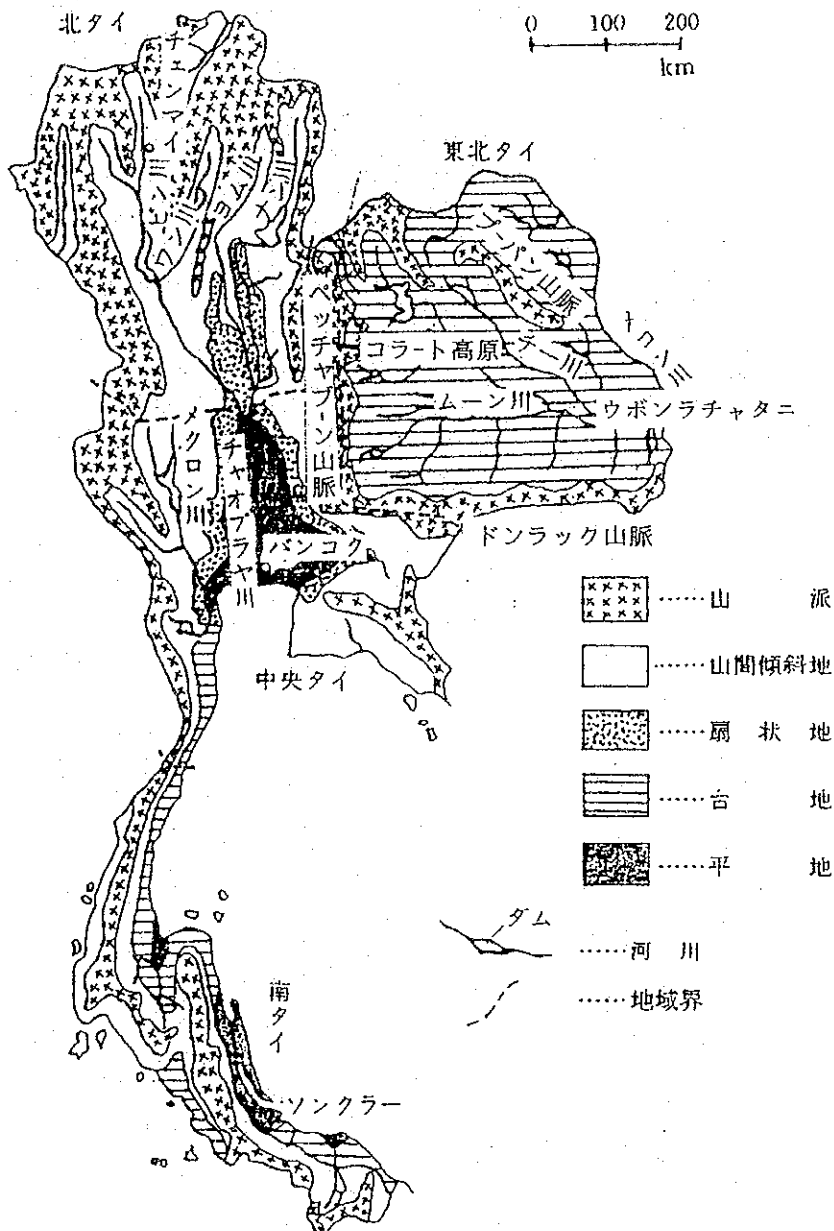 北タイ
0 100 200
km
チェンマイ
ピン川
ワン川
ヨム川
ナン川
東北タイ
プーパン山脈
メコン川
ペッチャブーン山脈
コラート高原
チー川
ムーン川
ウボンラチャタニ
メクロン川
チャオプラヤ川
バンコク
ドンラック山脈
中央タイ
……山派
……山間傾斜地
……扇状地
……台地
……平地
ダム
……河川
……地域界
南タイ
ソンクラー